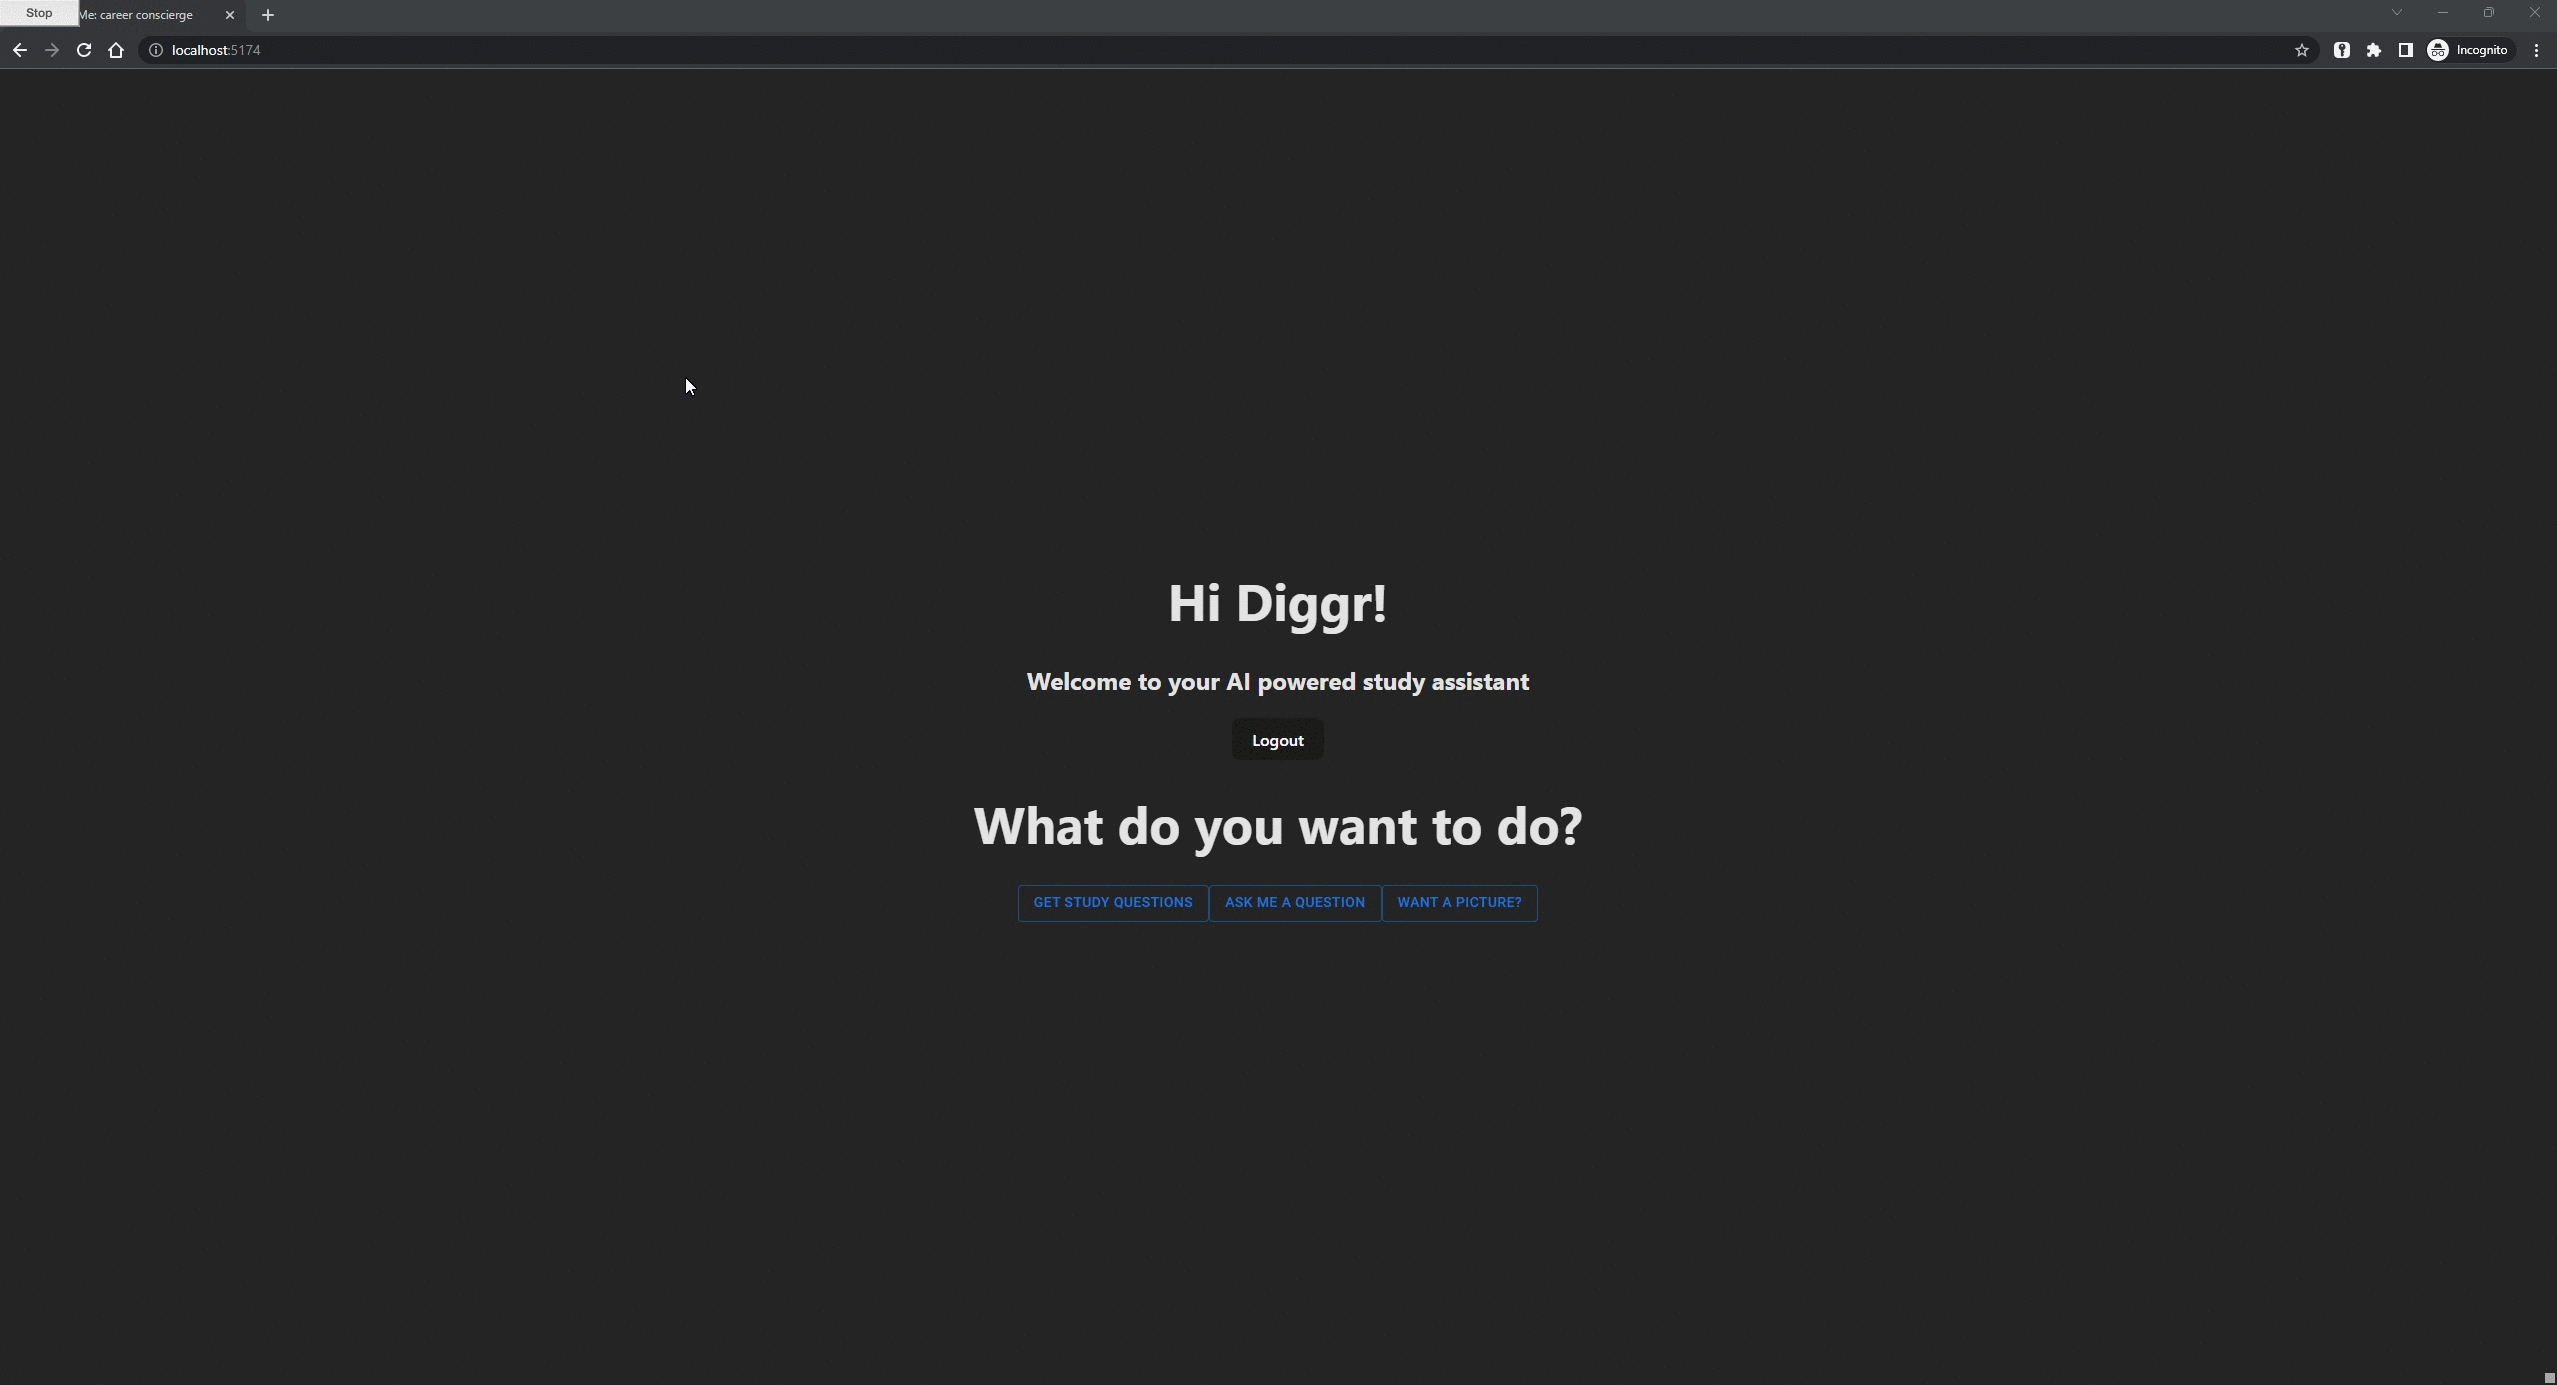 Stop
Me: career conscierge
localhost:5174
Incognito
Hi Diggr!
Welcome to your AI powered study assistant
Logout
What do you want to do?
GET STUDY QUESTIONS
ASK ME A QUESTION
WANT A PICTURE?